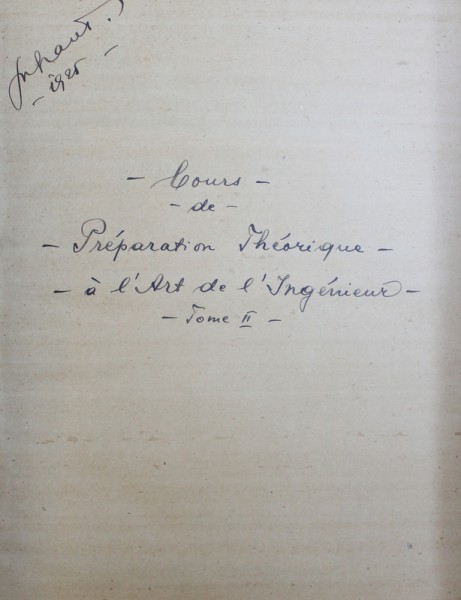 - 1925 -
- Cours -
- de -
- Préparation Théorique -
- à l'Art de l'Ingénieur -
- Tome II -